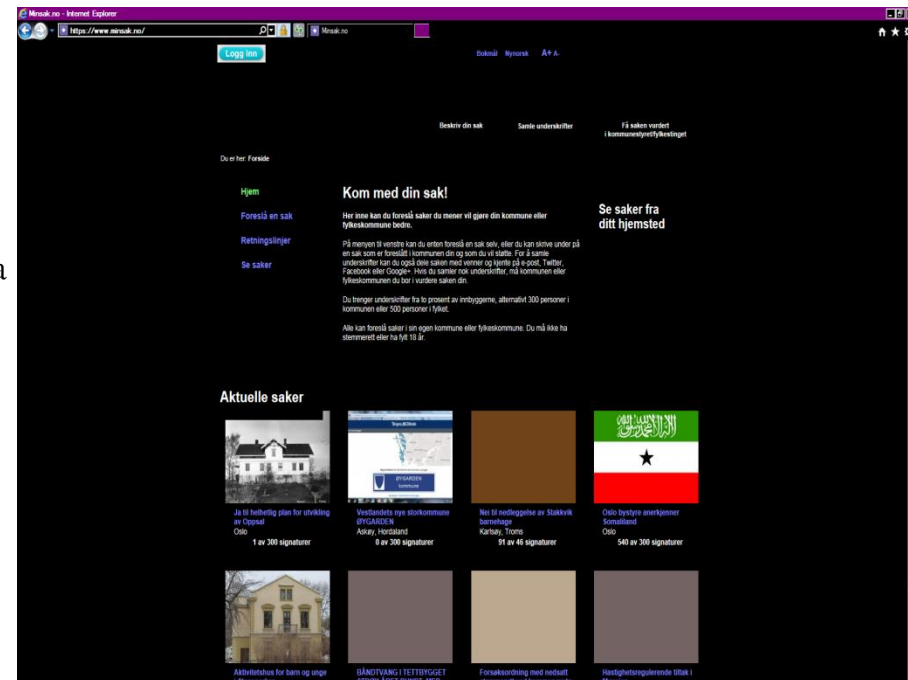 Minsak.no - Internet Explorer
https://www.minsak.no/
Minsak.no
Logg inn
Bokmål Nynorsk A+ A-
Beskriv din sak
Samle underskrifter
Få saken vurdert
i kommunestyret/fylkestinget
Du er her: Forside
Hjem
Foreslå en sak
Retningslinjer
Se saker
a
Kom med din sak!
Her inne kan du foreslå saker du mener vil gjøre din kommune eller
fylkeskommune bedre.
På menyen til venstre kan du enten foreslå en sak selv, eller du kan skrive under på
en sak som er foreslått i kommunen din og som du vil støtte. For å samle
underskrifter kan du også dele saken med venner og kjente på e-post, Twitter,
Facebook eller Google+. Hvis du samler nok underskrifter, må kommunen eller
fylkeskommunen du bor i vurdere saken din.
Du trenger underskrifter fra to prosent av innbyggerne, alternativt 300 personer i
kommunen eller 500 personer i fylket.
Alle kan foreslå saker i sin egen kommune eller fylkeskommune. Du må ikke ha
stemmerett eller ha fylt 18 år.
Se saker fra
ditt hjemsted
Aktuelle saker
ØYGARDEN
kommune
Ja til helhetlig plan for utvikling
av Oppsal
Oslo
1 av 300 signaturer
Vestlandets nye storkommune
ØYGARDEN
Askøy, Hordaland
0 av 300 signaturer
Nei til nedleggelse av Stakkvik
barnehage
Karlsøy, Troms
91 av 46 signaturer
Oslo bystyre anerkjenner
Somaliland
Oslo
540 av 300 signaturer
Aktivitetshus for barn og unge
BÅNDTVANG I TETTBYGGET
Forsøksordning med nedsatt
Hastighetsregulerende tiltak i